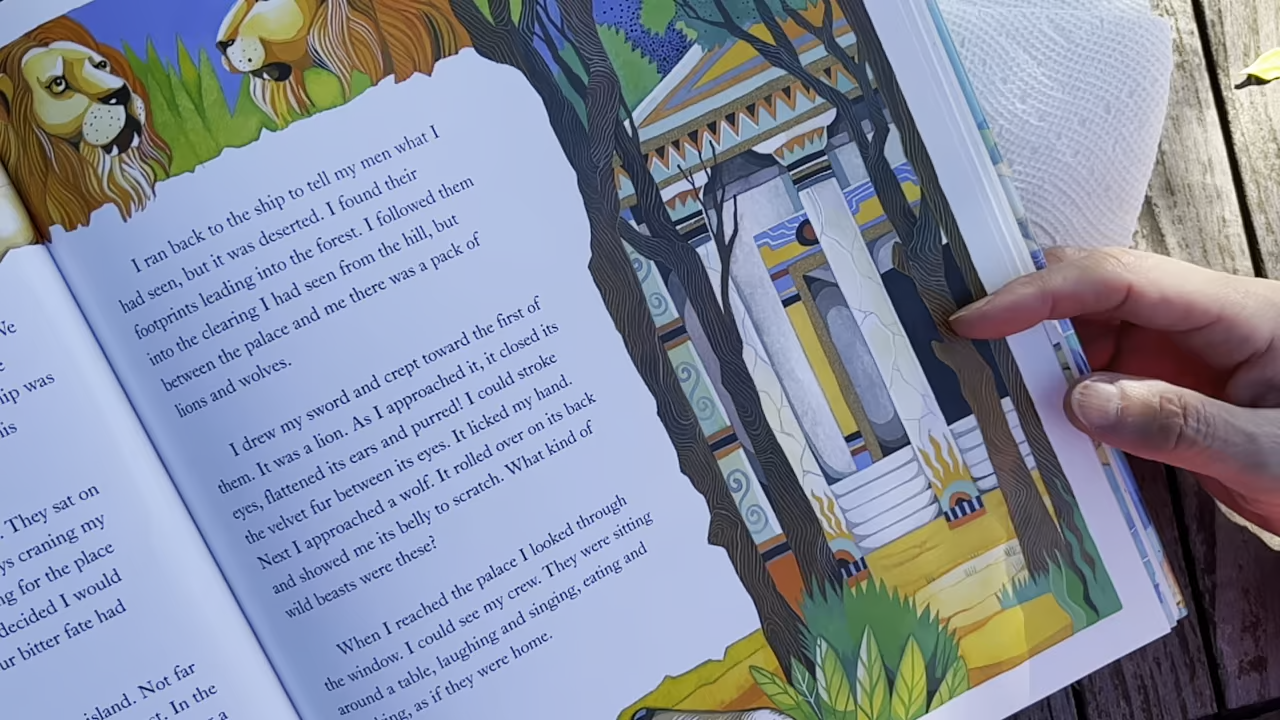 We
ship was
his
. They sat on
ys craning my
ng for the place
decided I would
ur bitter fate had
island. Not far
st. In the
a
I ran back to the ship to tell my men what I
had seen, but it was deserted. I found their
footprints leading into the forest. I followed them
into the clearing I had seen from the hill, but
between the palace and me there was a pack of
lions and wolves.
I drew my sword and crept toward the first of
them. It was a lion. As I approached it, it closed its
eyes, flattened its ears and purred! I could stroke
the velvet fur between its eyes. It licked my hand.
Next I approached a wolf. It rolled over on its back
and showed me its belly to scratch. What kind of
wild beasts were these?
When I reached the palace I looked through
the window. I could see my crew. They were sitting
around a table, laughing and singing, eating and
king, as if they were home.